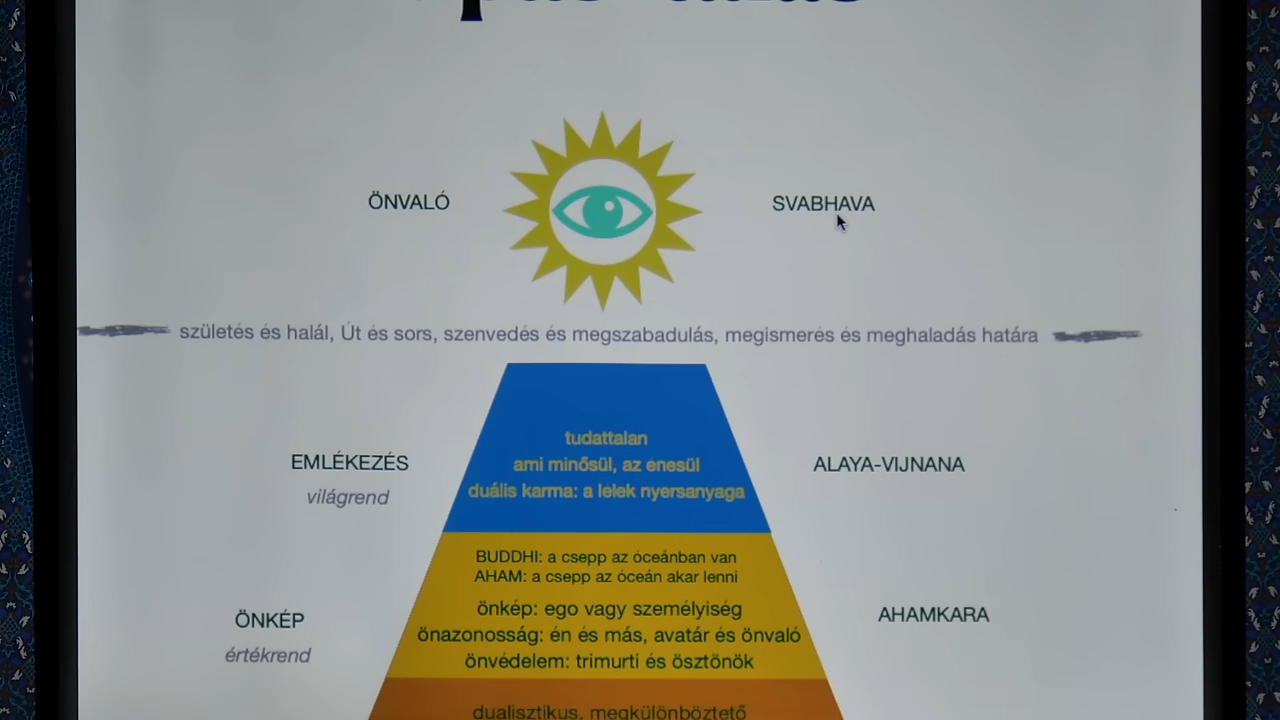 ÖNVALÓ
SVABHAVA
születés és halál, Út és sors, szenvedés és megszabadulás, megismerés és meghaladás határa
tudattalan
EMLÉKEZÉS
ami minősül, az énesül
ALAYA-VIJNANA
világrend
duális karma: a lélek nyersanyaga
BUDDHI: a csepp az óceánban van
AHAM: a csepp az óceán akar lenni
önkép: ego vagy személyiség
ÖNKÉP
AHAMKARA
önazonosság: én és más, avatár és önvaló
értékrend
önvédelem: trimurti és ösztönök
dualisztikus, megkülönböztető